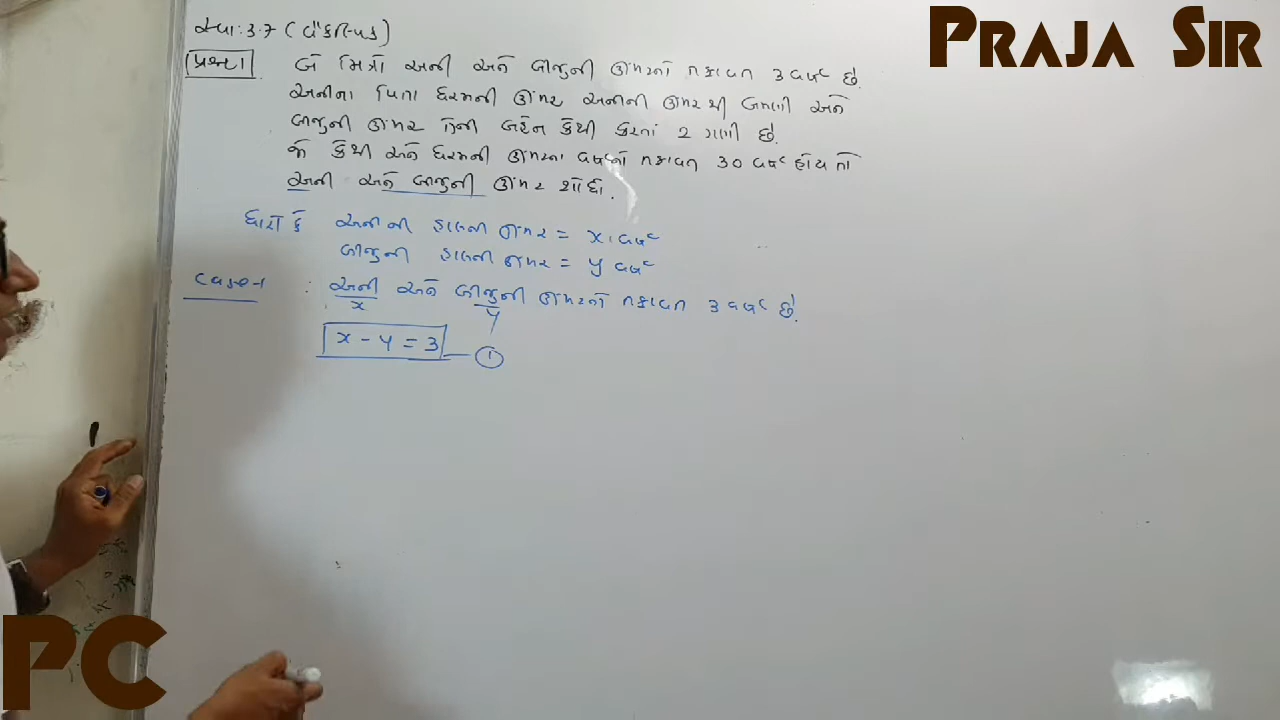 PRAJA SIR
સ્વા: 3.7 (વૈકલ્પિક)
પ્રશ્ન 1 બે મિત્રો અની અને બીજુની ઉંમરનો તફાવત 3 વર્ષ છે.
અનીના પિતા ધરમની ઉંમર અનીની ઉંમરથી બમણી અને
બીજુની ઉંમર તેની બહેન કેથી કરતાં 2 ગણી છે.
જો કેથી અને ધરમની ઉંમરના વર્ષનો તફાવત 30 વર્ષ હોય તો
અની અને બીજુની ઉંમર શોધો.
ધારો કે અનીની હાલની ઉંમર = x વર્ષ
બીજુની હાલની ઉંમર = y વર્ષ
Case-1 : અની અને બીજુની ઉંમરનો તફાવત 3 વર્ષ છે.
x y
x - y = 3 — 1
PC